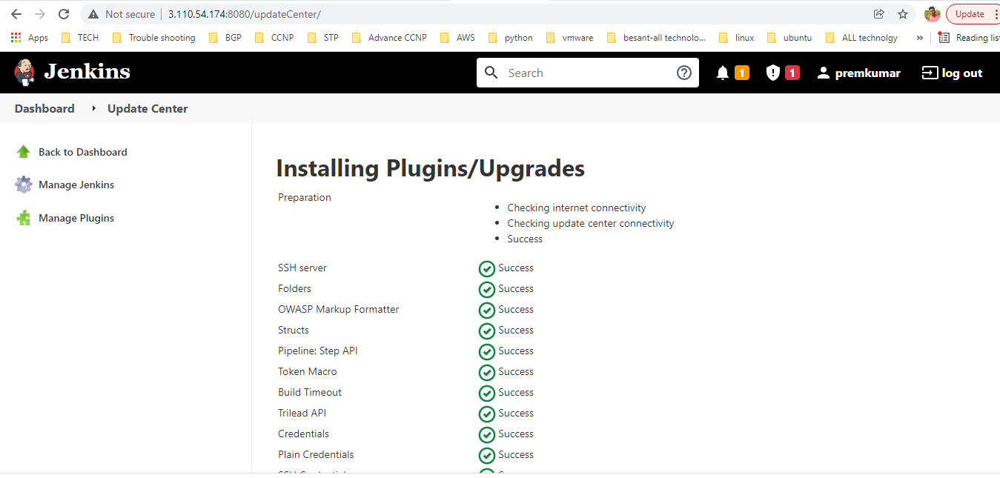 Not secure 3.110.54.174:8080/updateCenter/ Update
Apps TECH Trouble shooting BGP CCNP STP Advance CCNP AWS python vmware besant-all technolo... linux ubuntu ALL technolgy » Reading list
Jenkins Search 1 1 premkumar log out
Dashboard Update Center
Back to Dashboard
Manage Jenkins
Manage Plugins
Installing Plugins/Upgrades
Preparation
Checking internet connectivity
Checking update center connectivity
Success
SSH server Success
Folders Success
OWASP Markup Formatter Success
Structs Success
Pipeline: Step API Success
Token Macro Success
Build Timeout Success
Trilead API Success
Credentials Success
Plain Credentials Success